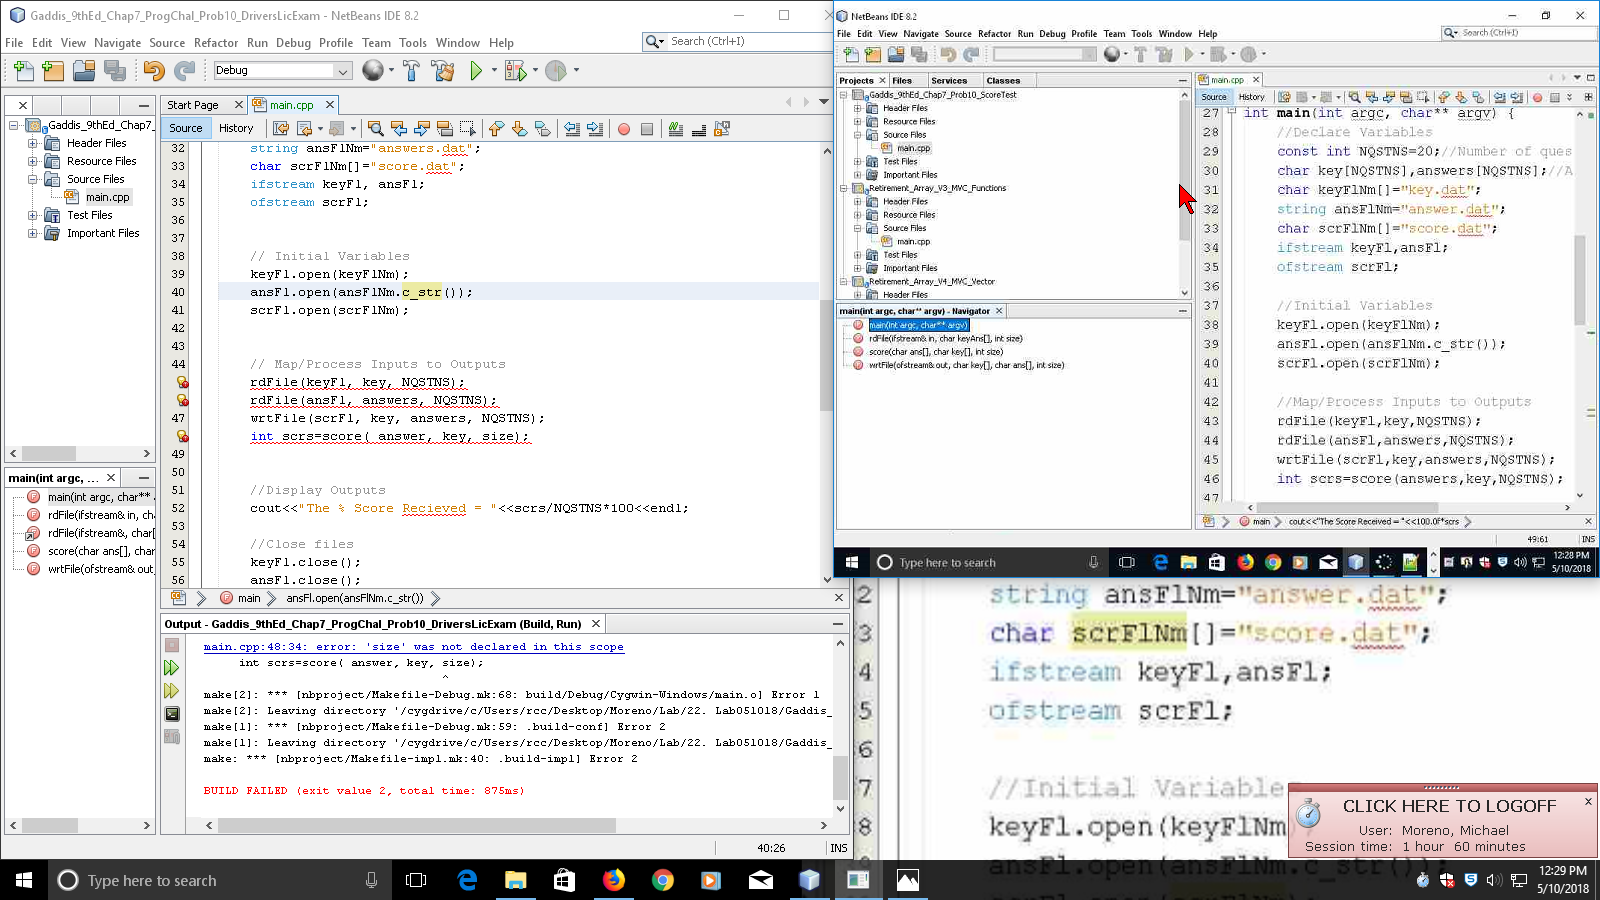 Gaddis_9thEd_Chap7_ProgChal_Prob10_DriversLicExam - NetBeans IDE 8.2
File Edit View Navigate Source Refactor Run Debug Profile Team Tools Window Help
Search (Ctrl+I)
Debug
Gaddis_9thEd_Chap7_
Header Files
Resource Files
Source Files
main.cpp
Test Files
Important Files
main(int argc, ...
main(int argc, char**
rdFile(ifstream& in, cha
rdFile(ifstream&, char[
score(char ans[], char
wrtFile(ofstream& out,
Start Page
main.cpp
Source History
32 string ansFlNm="answers.dat";
33 char scrFlNm[]="score.dat";
34 ifstream keyFl, ansFl;
35 ofstream scrFl;
36
37
38 // Initial Variables
39 keyFl.open(keyFlNm);
40 ansFl.open(ansFlNm.c_str());
41 scrFl.open(scrFlNm);
42
43
44 // Map/Process Inputs to Outputs
rdFile(keyFl, key, NQSTNS);
rdFile(ansFl, answers, NQSTNS);
47 wrtFile(scrFl, key, answers, NQSTNS);
int scrs=score( answer, key, size);
49
50
51 //Display Outputs
52 cout<<"The % Score Recieved = "<<scrs/NQSTNS*100<<endl;
53
54 //Close files
55 keyFl.close();
56 ansFl.close();
main ansFl.open(ansFlNm.c_str())
Output - Gaddis_9thEd_Chap7_ProgChal_Prob10_DriversLicExam (Build, Run)
main.cpp:48:34: error: 'size' was not declared in this scope
int scrs=score( answer, key, size);
^
make[2]: *** [nbproject/Makefile-Debug.mk:68: build/Debug/Cygwin-Windows/main.o] Error 1
make[2]: Leaving directory '/cygdrive/c/Users/rcc/Desktop/Moreno/Lab/22. Lab051018/Gaddis_
make[1]: *** [nbproject/Makefile-Debug.mk:59: .build-conf] Error 2
make[1]: Leaving directory '/cygdrive/c/Users/rcc/Desktop/Moreno/Lab/22. Lab051018/Gaddis_
make: *** [nbproject/Makefile-impl.mk:40: .build-impl] Error 2
BUILD FAILED (exit value 2, total time: 875ms)
40:26 INS
NetBeans IDE 8.2
File Edit View Navigate Source Refactor Run Debug Profile Team Tools Window Help
Search (Ctrl+I)
Projects Files Services Classes
Gaddis_9thEd_Chap7_Prob10_ScoreTest
Header Files
Resource Files
Source Files
main.cpp
Test Files
Important Files
Retirement_Array_V3_MVC_Functions
Header Files
Resource Files
Source Files
main.cpp
Test Files
Important Files
Retirement_Array_V4_MVC_Vector
Header Files
main(int argc, char** argv) - Navigator
main(int argc, char** argv)
rdFile(ifstream& in, char keyAns[], int size)
score(char ans[], char key[], int size)
wrtFile(ofstream& out, char key[], char ans[], int size)
main.cpp
Source History
27 int main(int argc, char** argv) {
28 //Declare Variables
29 const int NQSTNS=20;//Number of ques
30 char key[NQSTNS],answers[NQSTNS];//A
31 char keyFlNm[]="key.dat";
32 string ansFlNm="answer.dat";
33 char scrFlNm[]="score.dat";
34 ifstream keyFl,ansFl;
35 ofstream scrFl;
36
37 //Initial Variables
38 keyFl.open(keyFlNm);
39 ansFl.open(ansFlNm.c_str());
40 scrFl.open(scrFlNm);
41
42 //Map/Process Inputs to Outputs
43 rdFile(keyFl,key,NQSTNS);
44 rdFile(ansFl,answers,NQSTNS);
45 wrtFile(scrFl,key,answers,NQSTNS);
46 int scrs=score(answers,key,NQSTNS);
47
main cout<<"The Score Received = "<<100.0f*scrs
49:61 INS
Type here to search
12:28 PM
5/10/2018
2 string ansFlNm="answer.dat";
3 char scrFlNm[]="score.dat";
4 ifstream keyFl,ansFl;
5 ofstream scrFl;
6
7 //Initial Variable
8 keyFl.open(keyFlNm
ansFl.open(ansFlNm.c_str());
CLICK HERE TO LOGOFF
User: Moreno, Michael
Session time: 1 hour 60 minutes
Type here to search
12:29 PM
5/10/2018